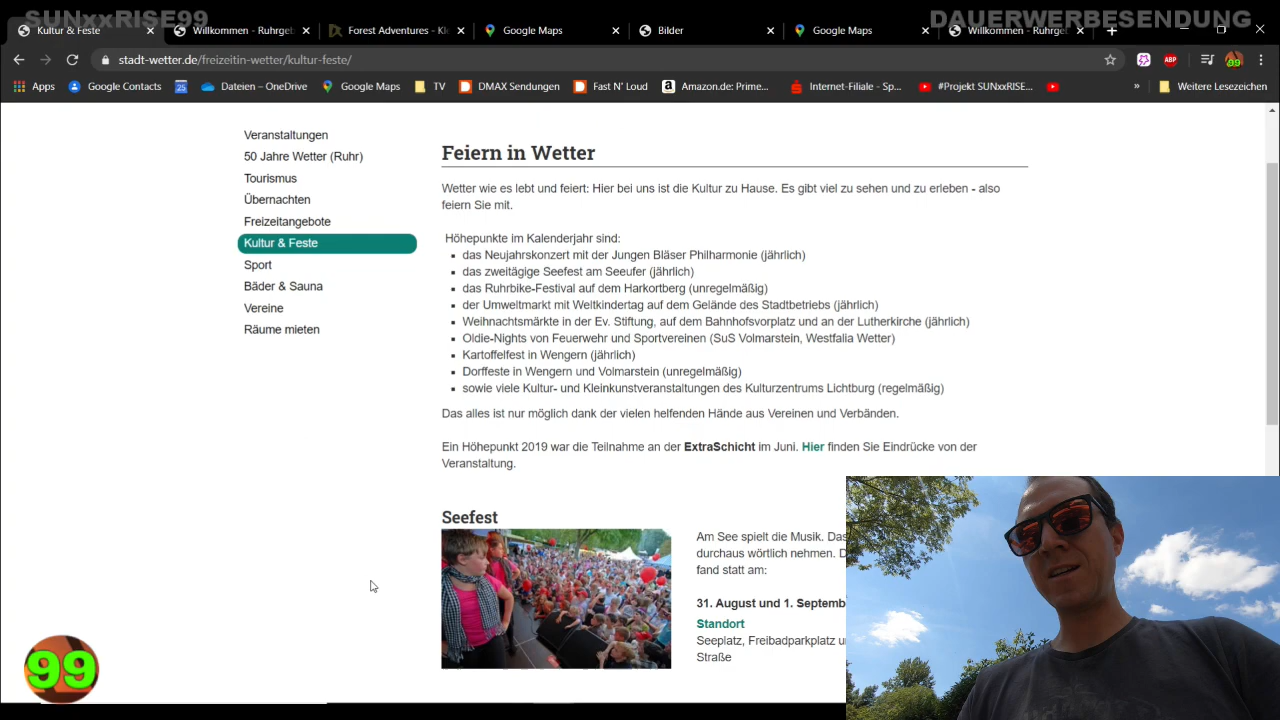 SUNxxRISE99
DAUERWERBESENDUNG
Kultur & Feste
Willkommen - Ruhrge
Forest Adventures - Kl
Google Maps
Bilder
Google Maps
Willkommen - Ruhrge
stadt-wetter.de/freizeitin-wetter/kultur-feste/
ABP
99
Apps
25
Google Contacts
Dateien – OneDrive
Google Maps
TV
DMAX Sendungen
Fast N' Loud
Amazon.de: Prime...
Internet-Filiale - Sp...
#Projekt SUNxxRISE...
»
Weitere Lesezeichen
Veranstaltungen
50 Jahre Wetter (Ruhr)
Tourismus
Übernachten
Freizeitangebote
Kultur & Feste
Sport
Bäder & Sauna
Vereine
Räume mieten
Feiern in Wetter
Wetter wie es lebt und feiert: Hier bei uns ist die Kultur zu Hause. Es gibt viel zu sehen und zu erleben - also
feiern Sie mit.
Höhepunkte im Kalenderjahr sind:
das Neujahrskonzert mit der Jungen Bläser Philharmonie (jährlich)
das zweitägige Seefest am Seeufer (jährlich)
das Ruhrbike-Festival auf dem Harkortberg (unregelmäßig)
der Umweltmarkt mit Weltkindertag auf dem Gelände des Stadtbetriebs (jährlich)
Weihnachtsmärkte in der Ev. Stiftung, auf dem Bahnhofsvorplatz und an der Lutherkirche (jährlich)
Oldie-Nights von Feuerwehr und Sportvereinen (SuS Volmarstein, Westfalia Wetter)
Kartoffelfest in Wengern (jährlich)
Dorffeste in Wengern und Volmarstein (unregelmäßig)
sowie viele Kultur- und Kleinkunstveranstaltungen des Kulturzentrums Lichtburg (regelmäßig)
Das alles ist nur möglich dank der vielen helfenden Hände aus Vereinen und Verbänden.
Ein Höhepunkt 2019 war die Teilnahme an der ExtraSchicht im Juni. Hier finden Sie Eindrücke von der
Veranstaltung.
Seefest
Am See spielt die Musik. Das
durchaus wörtlich nehmen. D
fand statt am:
31. August und 1. Septemb
Standort
Seeplatz, Freibadparkplatz u
Straße
99